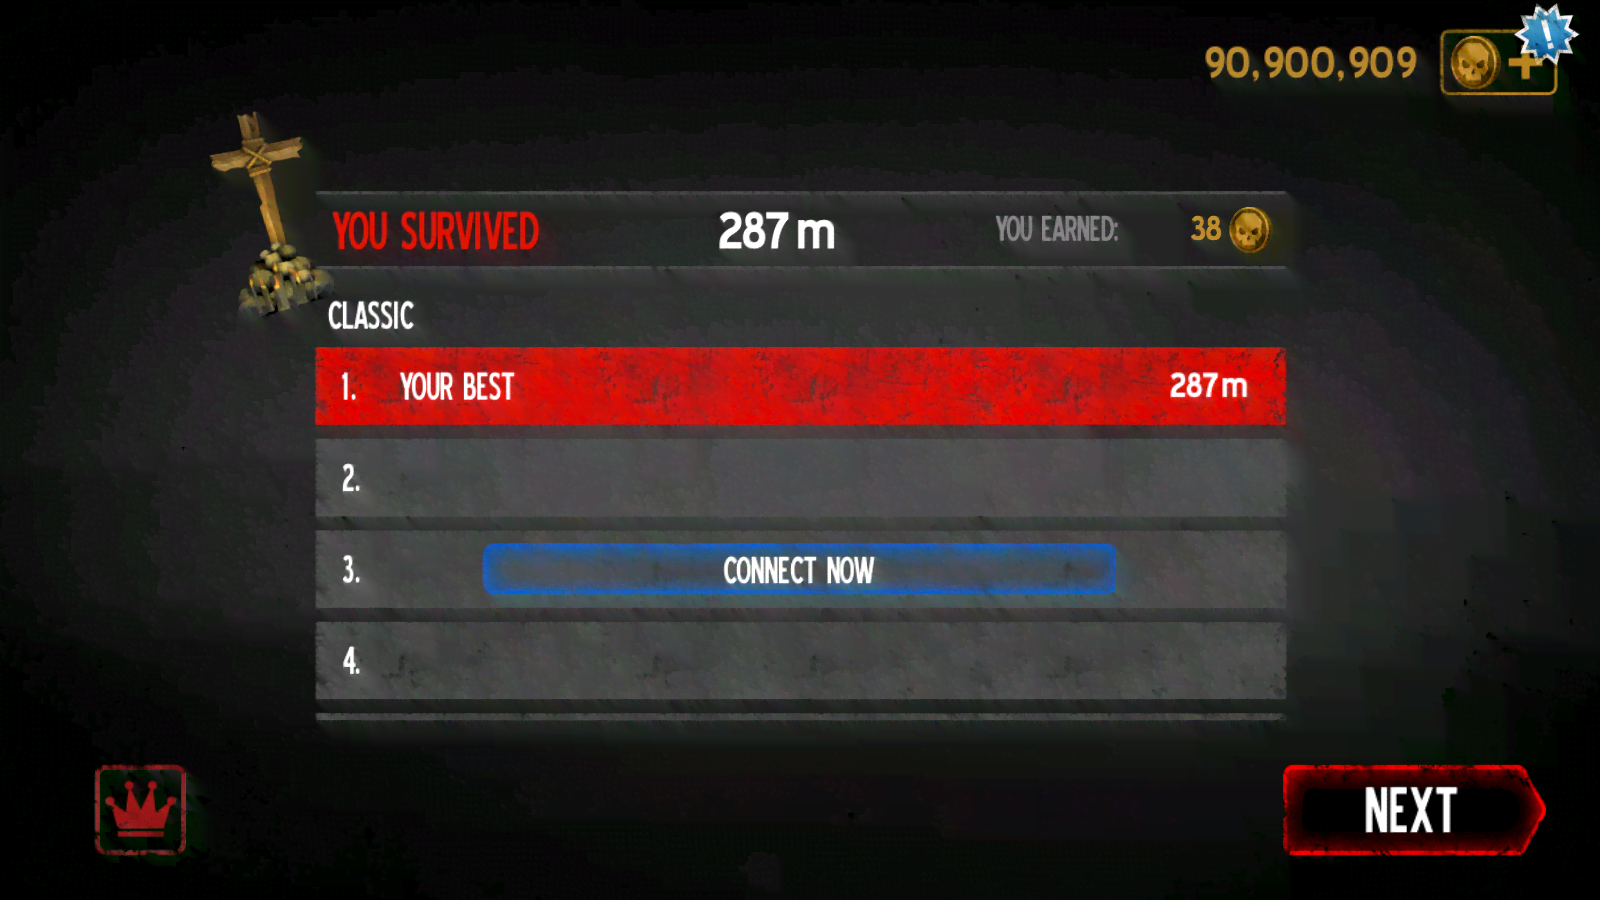 90,900,909
YOU SURVIVED 287 m YOU EARNED: 38
CLASSIC
1. YOUR BEST 287m
2.
3. CONNECT NOW
4.
NEXT